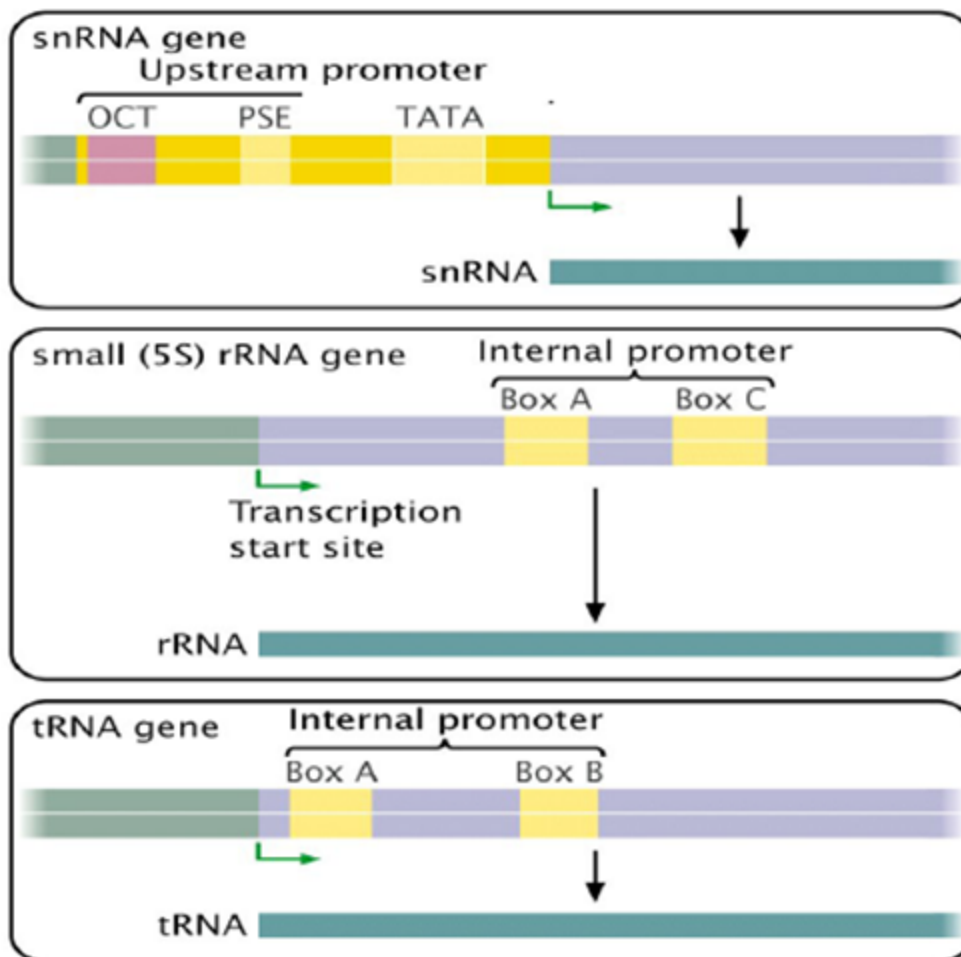 snRNA gene
Upstream promoter
OCT PSE TATA
snRNA
small (5S) rRNA gene
Internal promoter
Box A Box C
Transcription
start site
rRNA
tRNA gene
Internal promoter
Box A Box B
tRNA